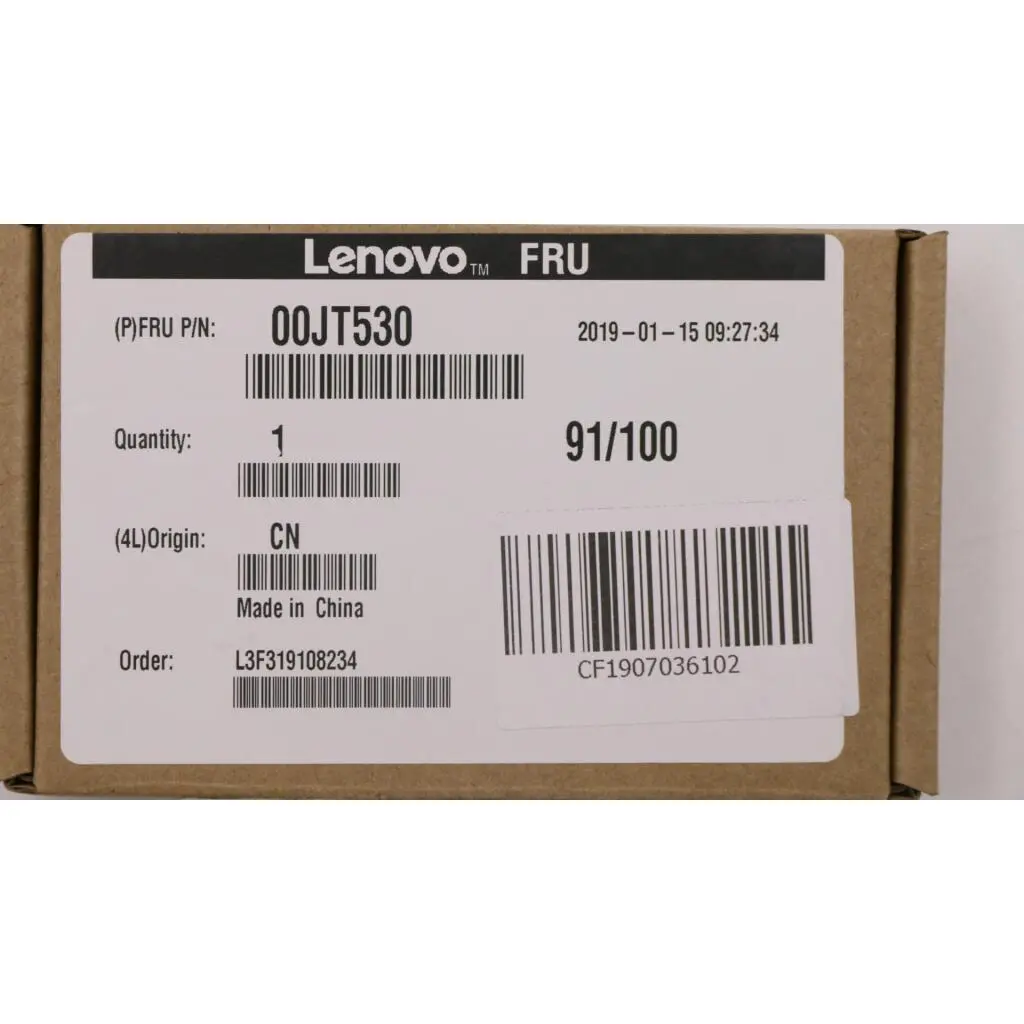 Lenovo™ FRU
(P)FRU P/N: 00JT530 2019-01-15 09:27:34
Quantity: 1 91/100
(4L)Origin: CN
Made in China
Order: L3F319108234
CF1907036102